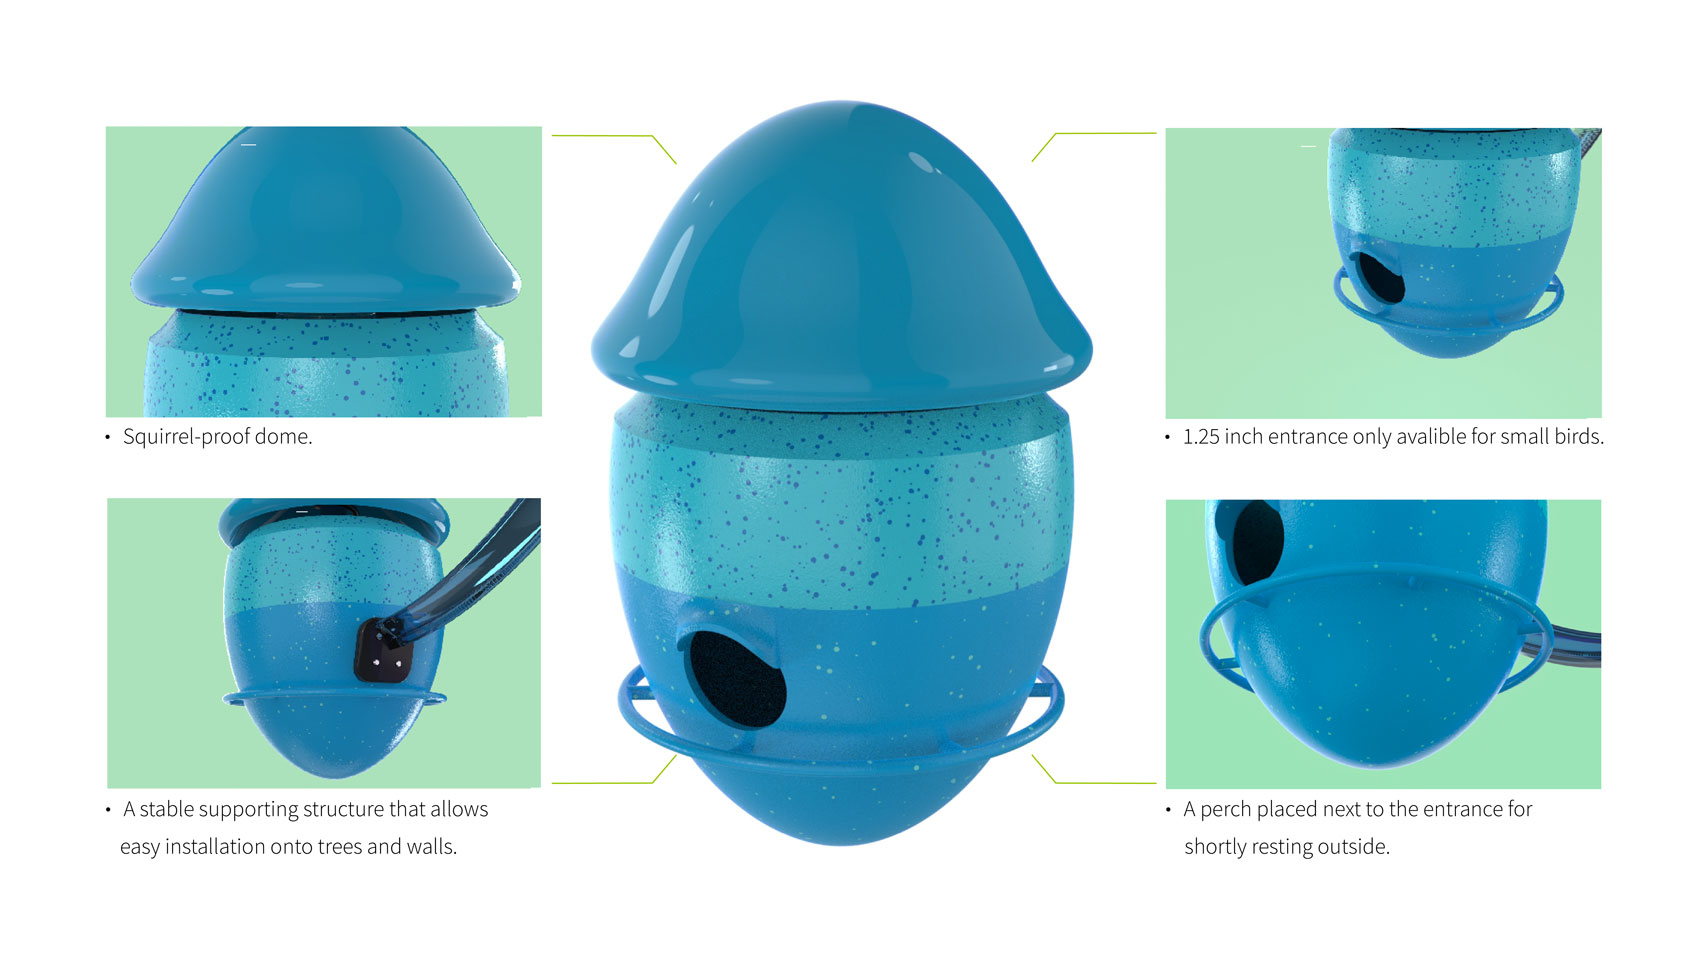 • Squirrel-proof dome.
• 1.25 inch entrance only avalible for small birds.
• A stable supporting structure that allows
easy installation onto trees and walls.
• A perch placed next to the entrance for
shortly resting outside.